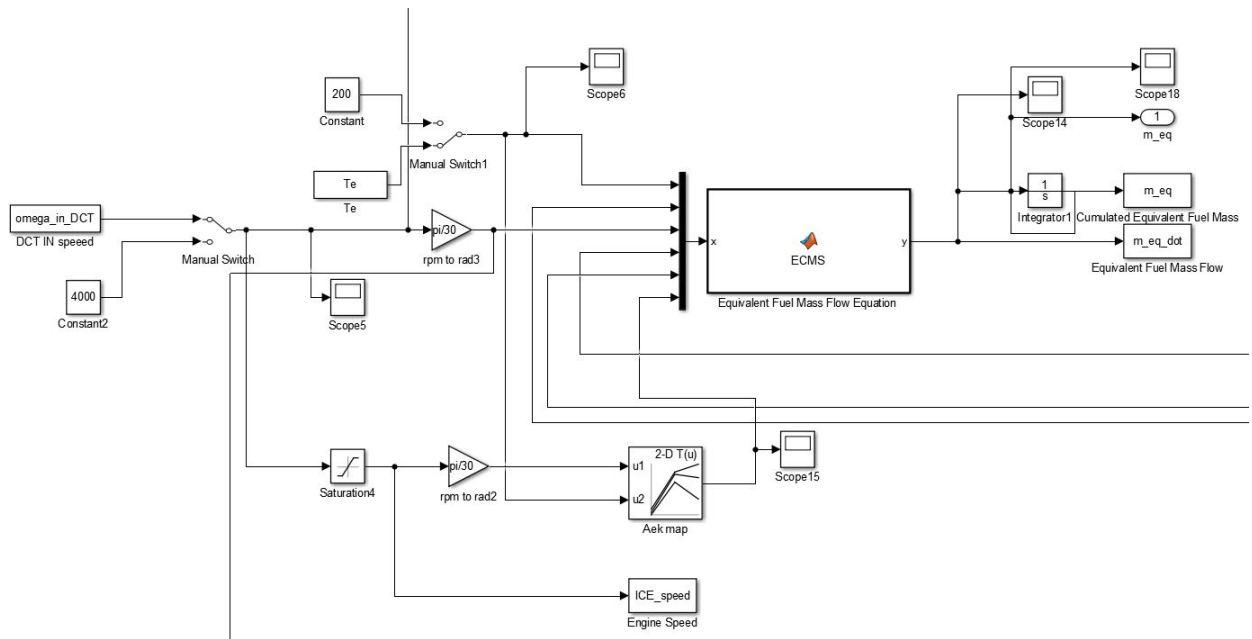 200
Constant
Scope6
Scope18
Scope14
1
m_eq
Manual Switch1
Te
Te
omega_in_DCT
DCT IN speeed
Manual Switch
pi/30
rpm to rad3
x
ECMS
y
Equivalent Fuel Mass Flow Equation
1
s
Integrator1
m_eq
Cumulated Equivalent Fuel Mass
m_eq_dot
Equivalent Fuel Mass Flow
4000
Constant2
Scope5
Saturation4
pi/30
rpm to rad2
2-D T(u)
u1
u2
Aek map
Scope15
ICE_speed
Engine Speed